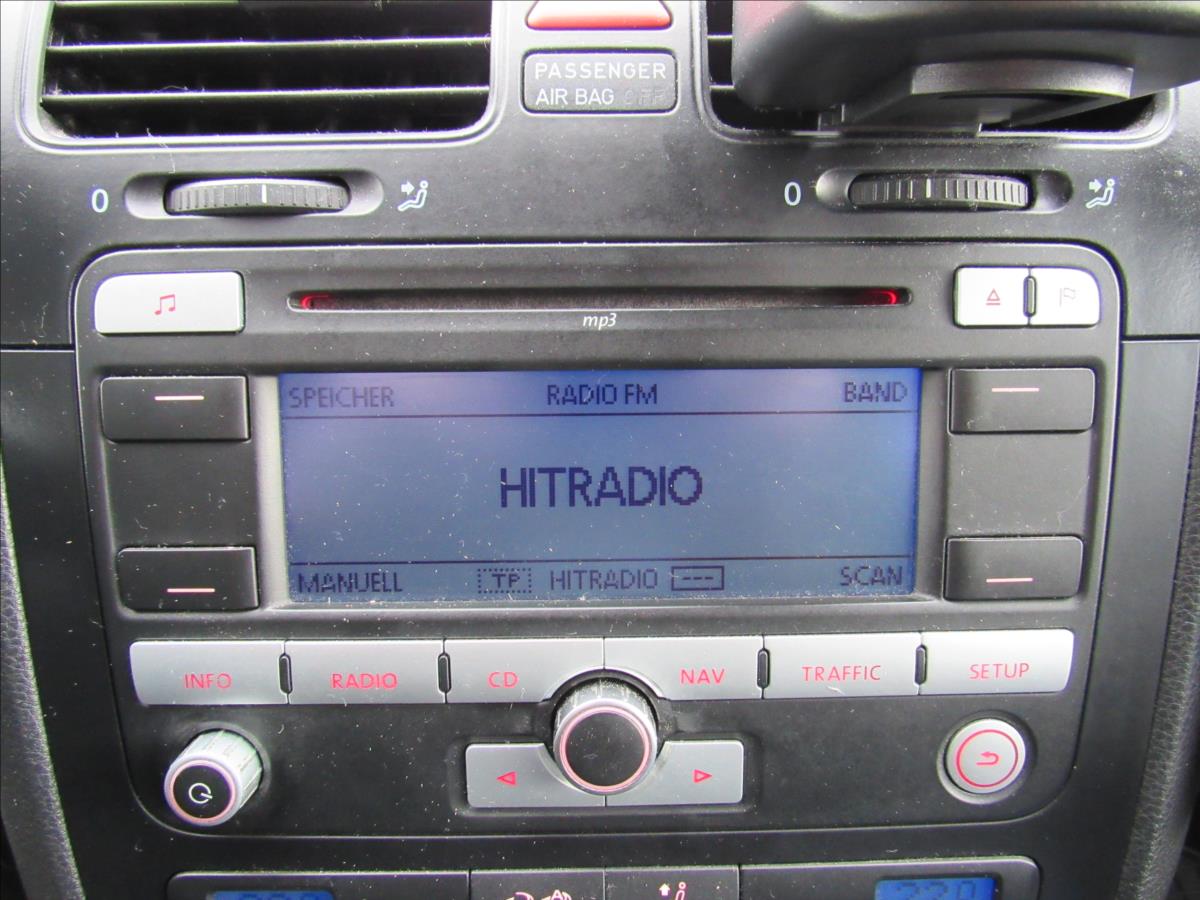 PASSENGER
AIR BAG OFF
0
0
mp3
SPEICHER RADIO FM BAND
HITRADIO
MANUELL TP HITRADIO ---
SCAN
INFO RADIO CD NAV TRAFFIC SETUP